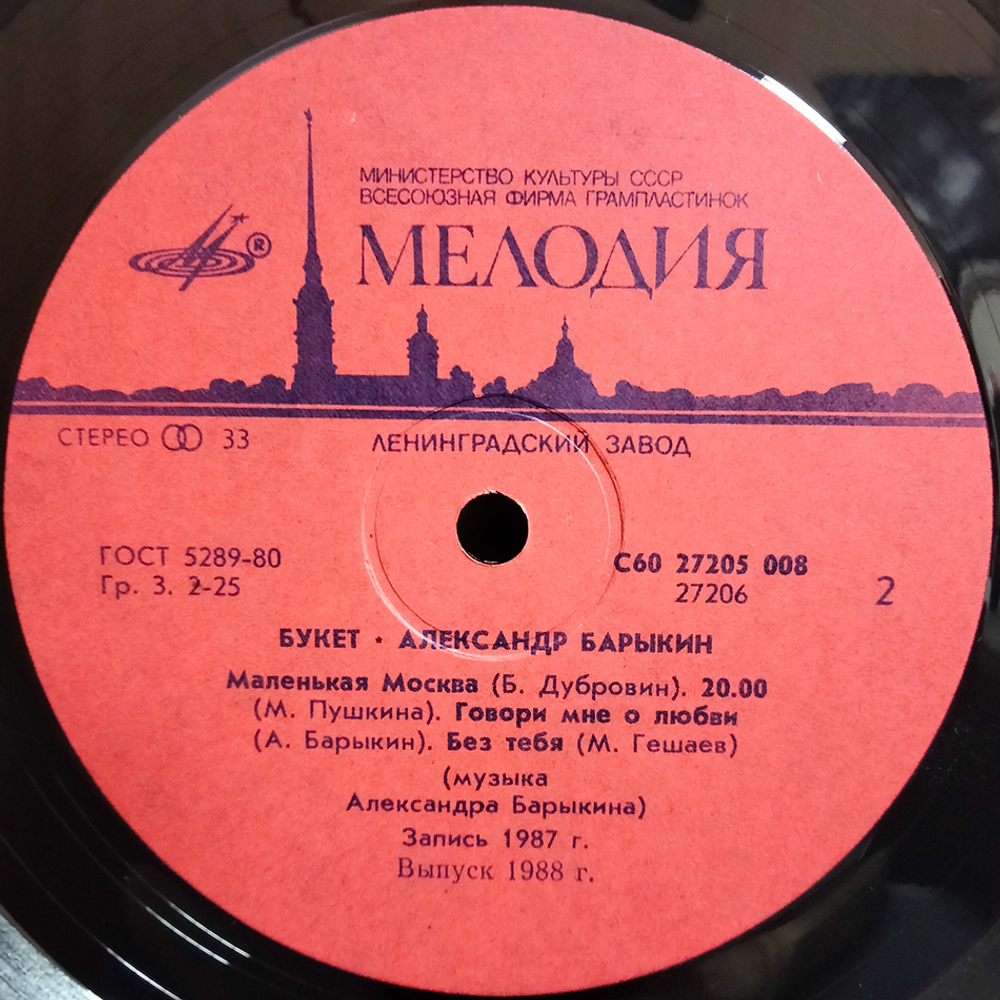 МИНИСТЕРСТВО КУЛЬТУРЫ СССР
ВСЕСОЮЗНАЯ ФИРМА ГРАМПЛАСТИНОК
МЕЛОДИЯ
®
СТЕРЕО 33
ЛЕНИНГРАДСКИЙ ЗАВОД
ГОСТ 5289-80
Гр. 3. 2-25
С60 27205 008
27206
2
БУКЕТ • АЛЕКСАНДР БАРЫКИН
Маленькая Москва (Б. Дубровин). 20.00
(М. Пушкина). Говори мне о любви
(А. Барыкин). Без тебя (М. Гешаев)
(музыка
Александра Барыкина)
Запись 1987 г.
Выпуск 1988 г.